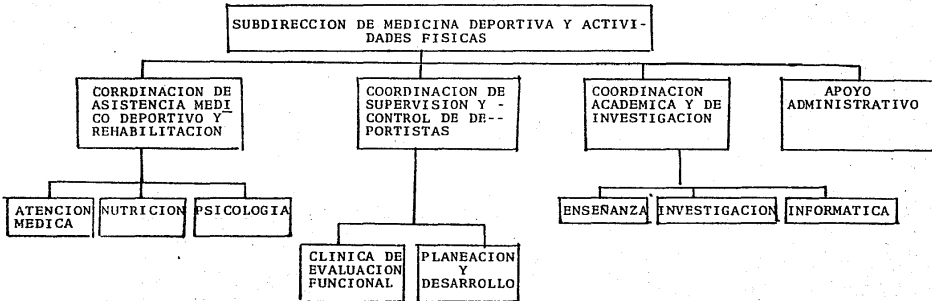 SUBDIRECCION DE MEDICINA DEPORTIVA Y ACTIVI-
DADES FISICAS
CORRDINACION DE
ASISTENCIA MEDI
CO DEPORTIVO Y
REHABILITACION
COORDINACION DE
SUPERVISION Y -
CONTROL DE DE--
PORTISTAS
COORDINACION
ACADEMICA Y DE
INVESTIGACION
APOYO
ADMINISTRATIVO
ATENCION
MEDICA
NUTRICION
PSICOLOGIA
ENSEÑANZA
INVESTIGACION
INFORMATICA
CLINICA DE
EVALUACION
FUNCIONAL
PLANEACION
Y
DESARROLLO